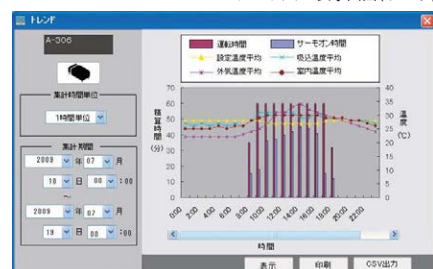 トレンド
A-306
集計時間単位
1時間単位
集計期間
2009 年 07 月
18 日 00 :00
～
2009 年 07 月
19 日 00 :00
運転時間 サーモオン時間
設定温度平均 吸込温度平均
外気温度平均 室内温度平均
積算時間(分)
70
60
50
40
30
20
10
0
温度(℃)
40
35
30
25
20
15
10
5
0
0:00 2:00 4:00 6:00 8:00 10:00 12:00 14:00 16:00 18:00 20:00 22:00
時間
表示 印刷 CSV出力